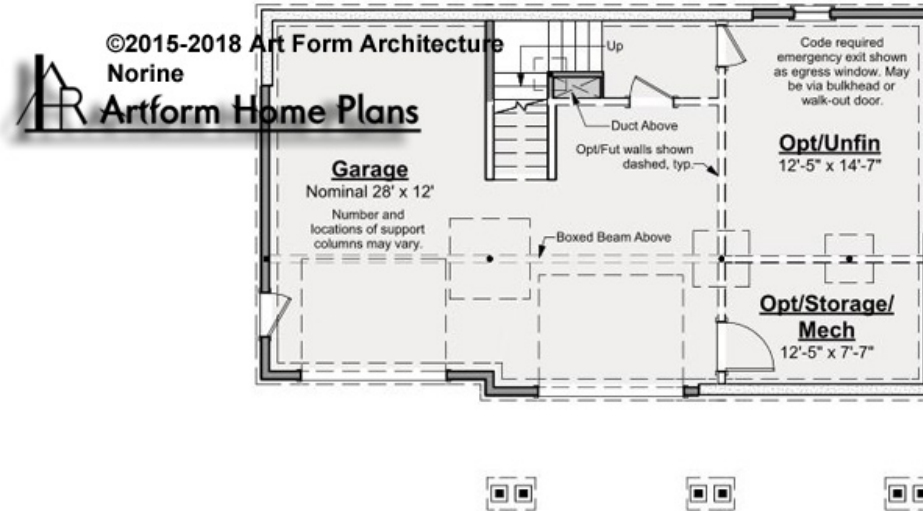 ©2015-2018 Art Form Architecture
Norine
Artform Home Plans
Up
Code required
emergency exit shown
as egress window. May
be via bulkhead or
walk-out door.
Duct Above
Opt/Fut walls shown
dashed, typ.
Opt/Unfin
12'-5" x 14'-7"
Garage
Nominal 28' x 12'
Number and
locations of support
columns may vary.
Boxed Beam Above
Opt/Storage/
Mech
12'-5" x 7'-7"